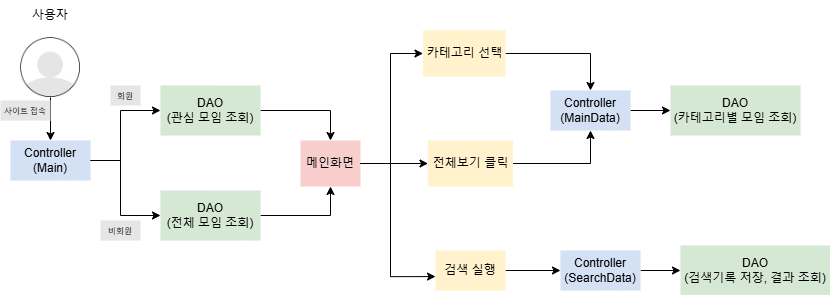 사용자
사이트 접속
Controller
(Main)
회원
DAO
(관심 모임 조회)
비회원
DAO
(전체 모임 조회)
메인화면
카테고리 선택
전체보기 클릭
Controller
(MainData)
DAO
(카테고리별 모임 조회)
검색 실행
Controller
(SearchData)
DAO
(검색기록 저장, 결과 조회)